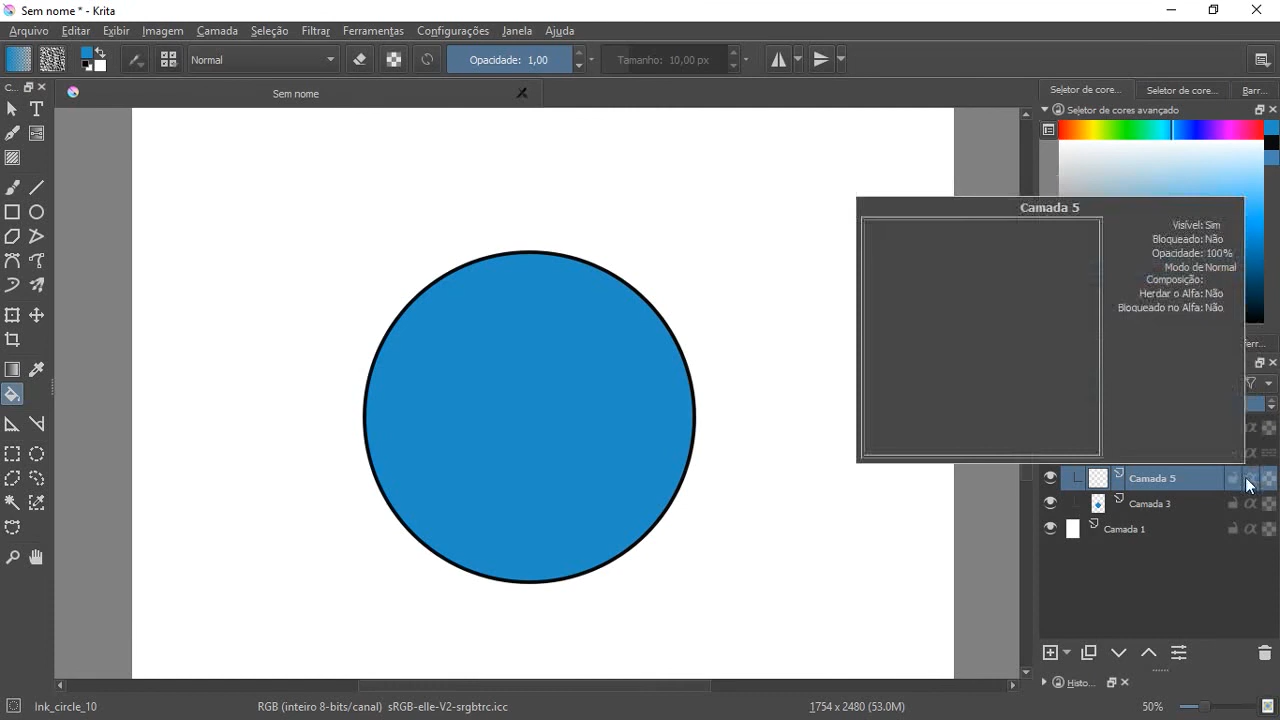 Sem nome * - Krita
Arquivo Editar Exibir Imagem Camada Seleção Filtrar Ferramentas Configurações Janela Ajuda
Normal Opacidade: 1,00 Tamanho: 10,00 px
C...
Sem nome
Seletor de core... Seletor de core... Barr...
Seletor de cores avançado
Camada 5
Visível: Sim
Bloqueado: Não
Opacidade: 100%
Modo de Normal
Composição:
Herdar o Alfa: Não
Bloqueado no Alfa: Não
Ferr...
Camada 5
Camada 3
Camada 1
Histo...
Ink_circle_10 RGB (inteiro 8-bits/canal) sRGB-elle-V2-srgbtrc.icc 1754 x 2480 (53.0M) 50%